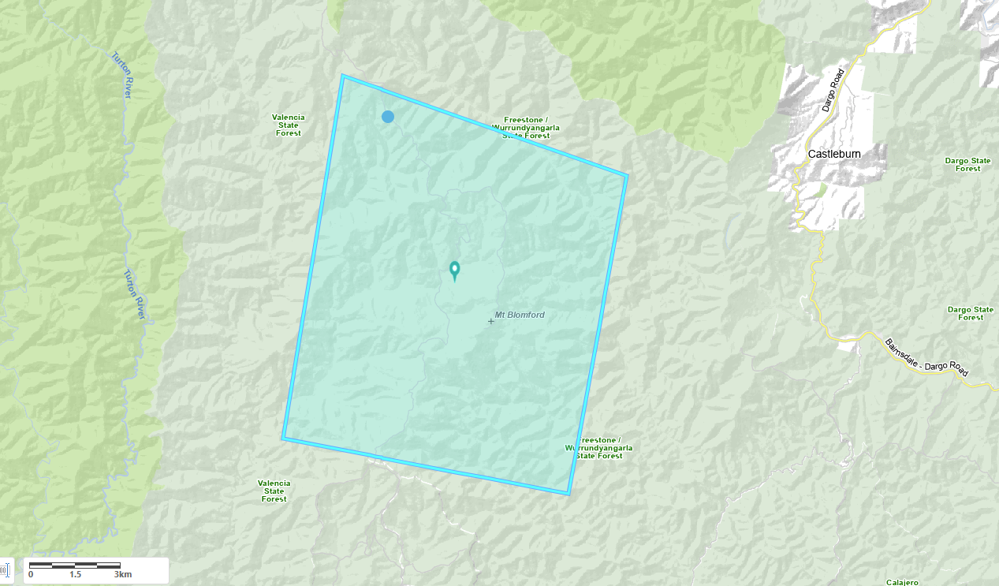 Turton River
Dargo Road
Valencia
State
Forest
Freestone /
Wurrundyangarla
State Forest
Castleburn
Dargo State
Forest
Turton River
Mt Blomford
Dargo State
Forest
Bairnsdale - Dargo Road
Freestone /
Wurrundyangarla
State Forest
Valencia
State
Forest
0 1.5 3km
Calajero